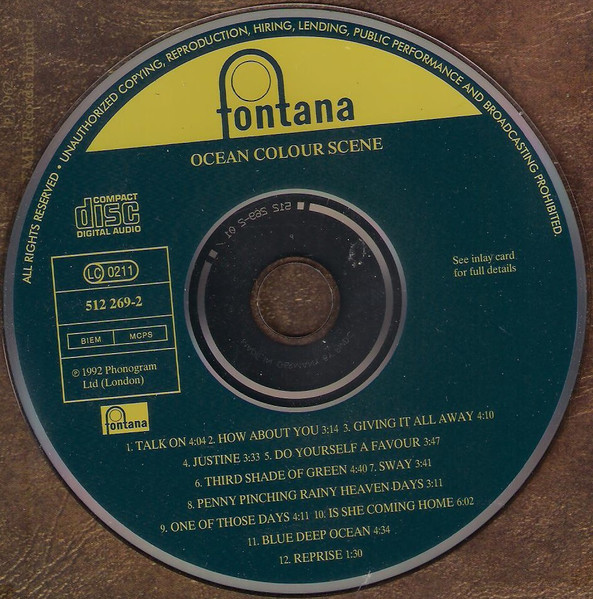 ALL RIGHTS RESERVED • UNAUTHORIZED COPYING, REPRODUCTION, HIRING, LENDING, PUBLIC PERFORMANCE AND BROADCASTING PROHIBITED.
fontana
OCEAN COLOUR SCENE
COMPACT
disc
DIGITAL AUDIO
LC 0211
512 269-2
BIEM MCPS
℗ 1992 Phonogram
Ltd (London)
See inlay card
for full details
fontana
1. TALK ON 4:04 2. HOW ABOUT YOU 3:14 3. GIVING IT ALL AWAY 4:10
4. JUSTINE 3:33 5. DO YOURSELF A FAVOUR 3:47
6. THIRD SHADE OF GREEN 4:40 7. SWAY 3:41
8. PENNY PINCHING RAINY HEAVEN DAYS 3:11
9. ONE OF THOSE DAYS 4:11 10. IS SHE COMING HOME 6:02
11. BLUE DEEP OCEAN 4:34
12. REPRISE 1:30